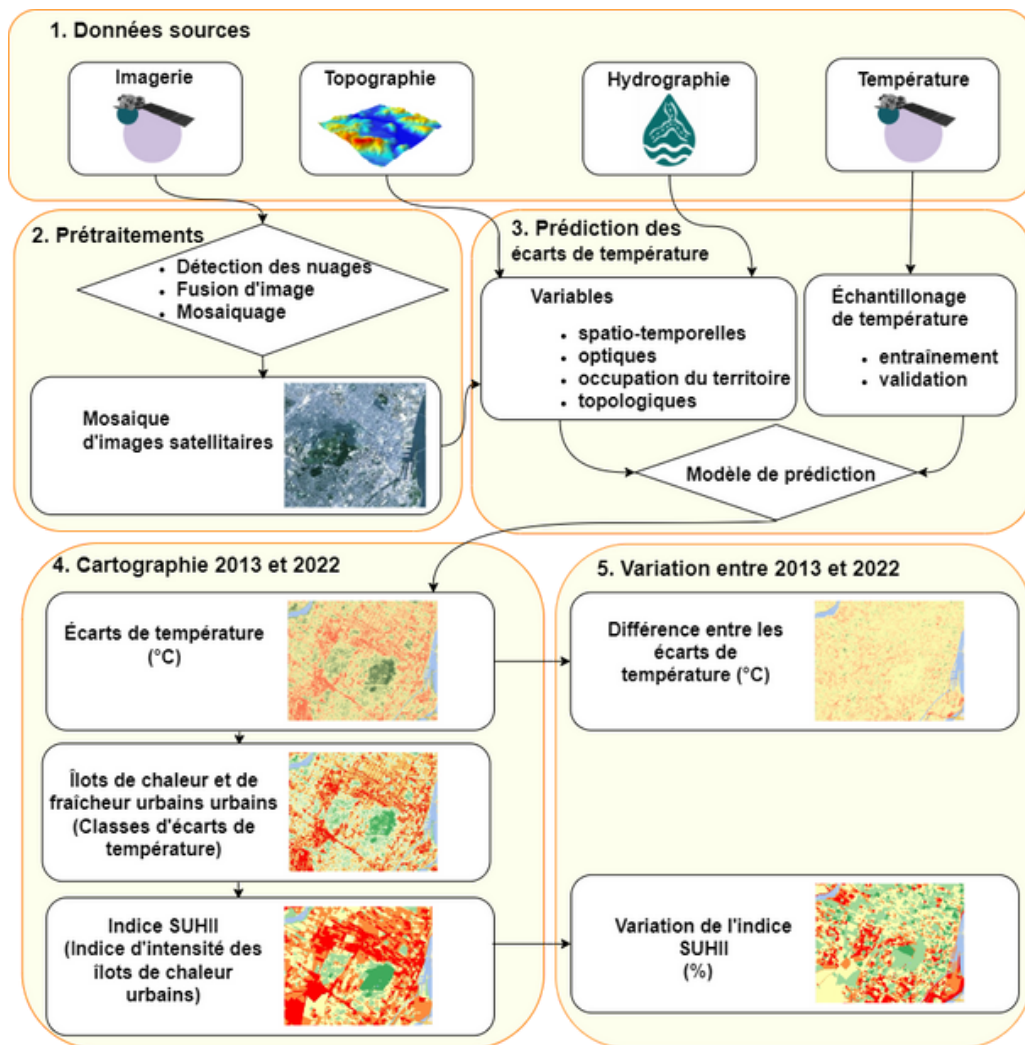 1. Données sources
Imagerie
Topographie
Hydrographie
Température
2. Prétraitements
• Détection des nuages
• Fusion d'image
• Mosaiquage
Mosaique
d'images satellitaires
3. Prédiction des
écarts de température
Variables
• spatio-temporelles
• optiques
• occupation du territoire
• topologiques
Échantillonage
de température
• entraînement
• validation
Modèle de prédiction
4. Cartographie 2013 et 2022
Écarts de température
(°C)
Îlots de chaleur et de
fraîcheur urbains urbains
(Classes d'écarts de
température)
Indice SUHII
(Indice d'intensité des
îlots de chaleur
urbains)
5. Variation entre 2013 et 2022
Différence entre les
écarts de
température (°C)
Variation de l'indice
SUHII
(%)